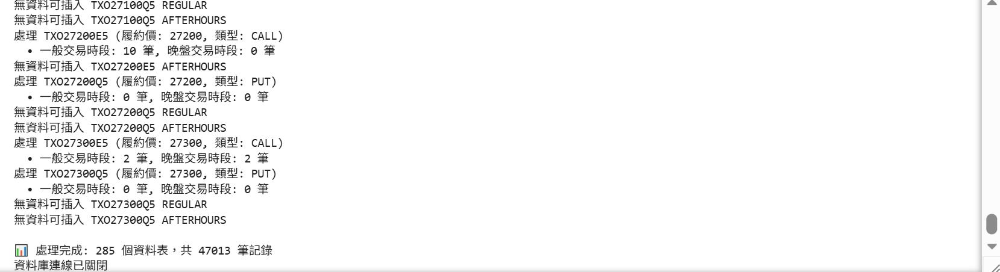 無資料可插入 TXO27100Q5 REGULAR
無資料可插入 TXO27100Q5 AFTERHOURS
處理 TXO27200E5 (履約價: 27200, 類型: CALL)
• 一般交易時段: 10 筆, 晚盤交易時段: 0 筆
無資料可插入 TXO27200E5 AFTERHOURS
處理 TXO27200Q5 (履約價: 27200, 類型: PUT)
• 一般交易時段: 0 筆, 晚盤交易時段: 0 筆
無資料可插入 TXO27200Q5 REGULAR
無資料可插入 TXO27200Q5 AFTERHOURS
處理 TXO27300E5 (履約價: 27300, 類型: CALL)
• 一般交易時段: 2 筆, 晚盤交易時段: 2 筆
處理 TXO27300Q5 (履約價: 27300, 類型: PUT)
• 一般交易時段: 0 筆, 晚盤交易時段: 0 筆
無資料可插入 TXO27300Q5 REGULAR
無資料可插入 TXO27300Q5 AFTERHOURS
📊 處理完成: 285 個資料表，共 47013 筆記錄
資料庫連線已關閉